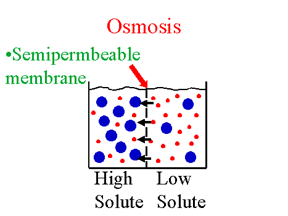 Osmosis
•Semipermbeable
membrane
High Low
Solute Solute